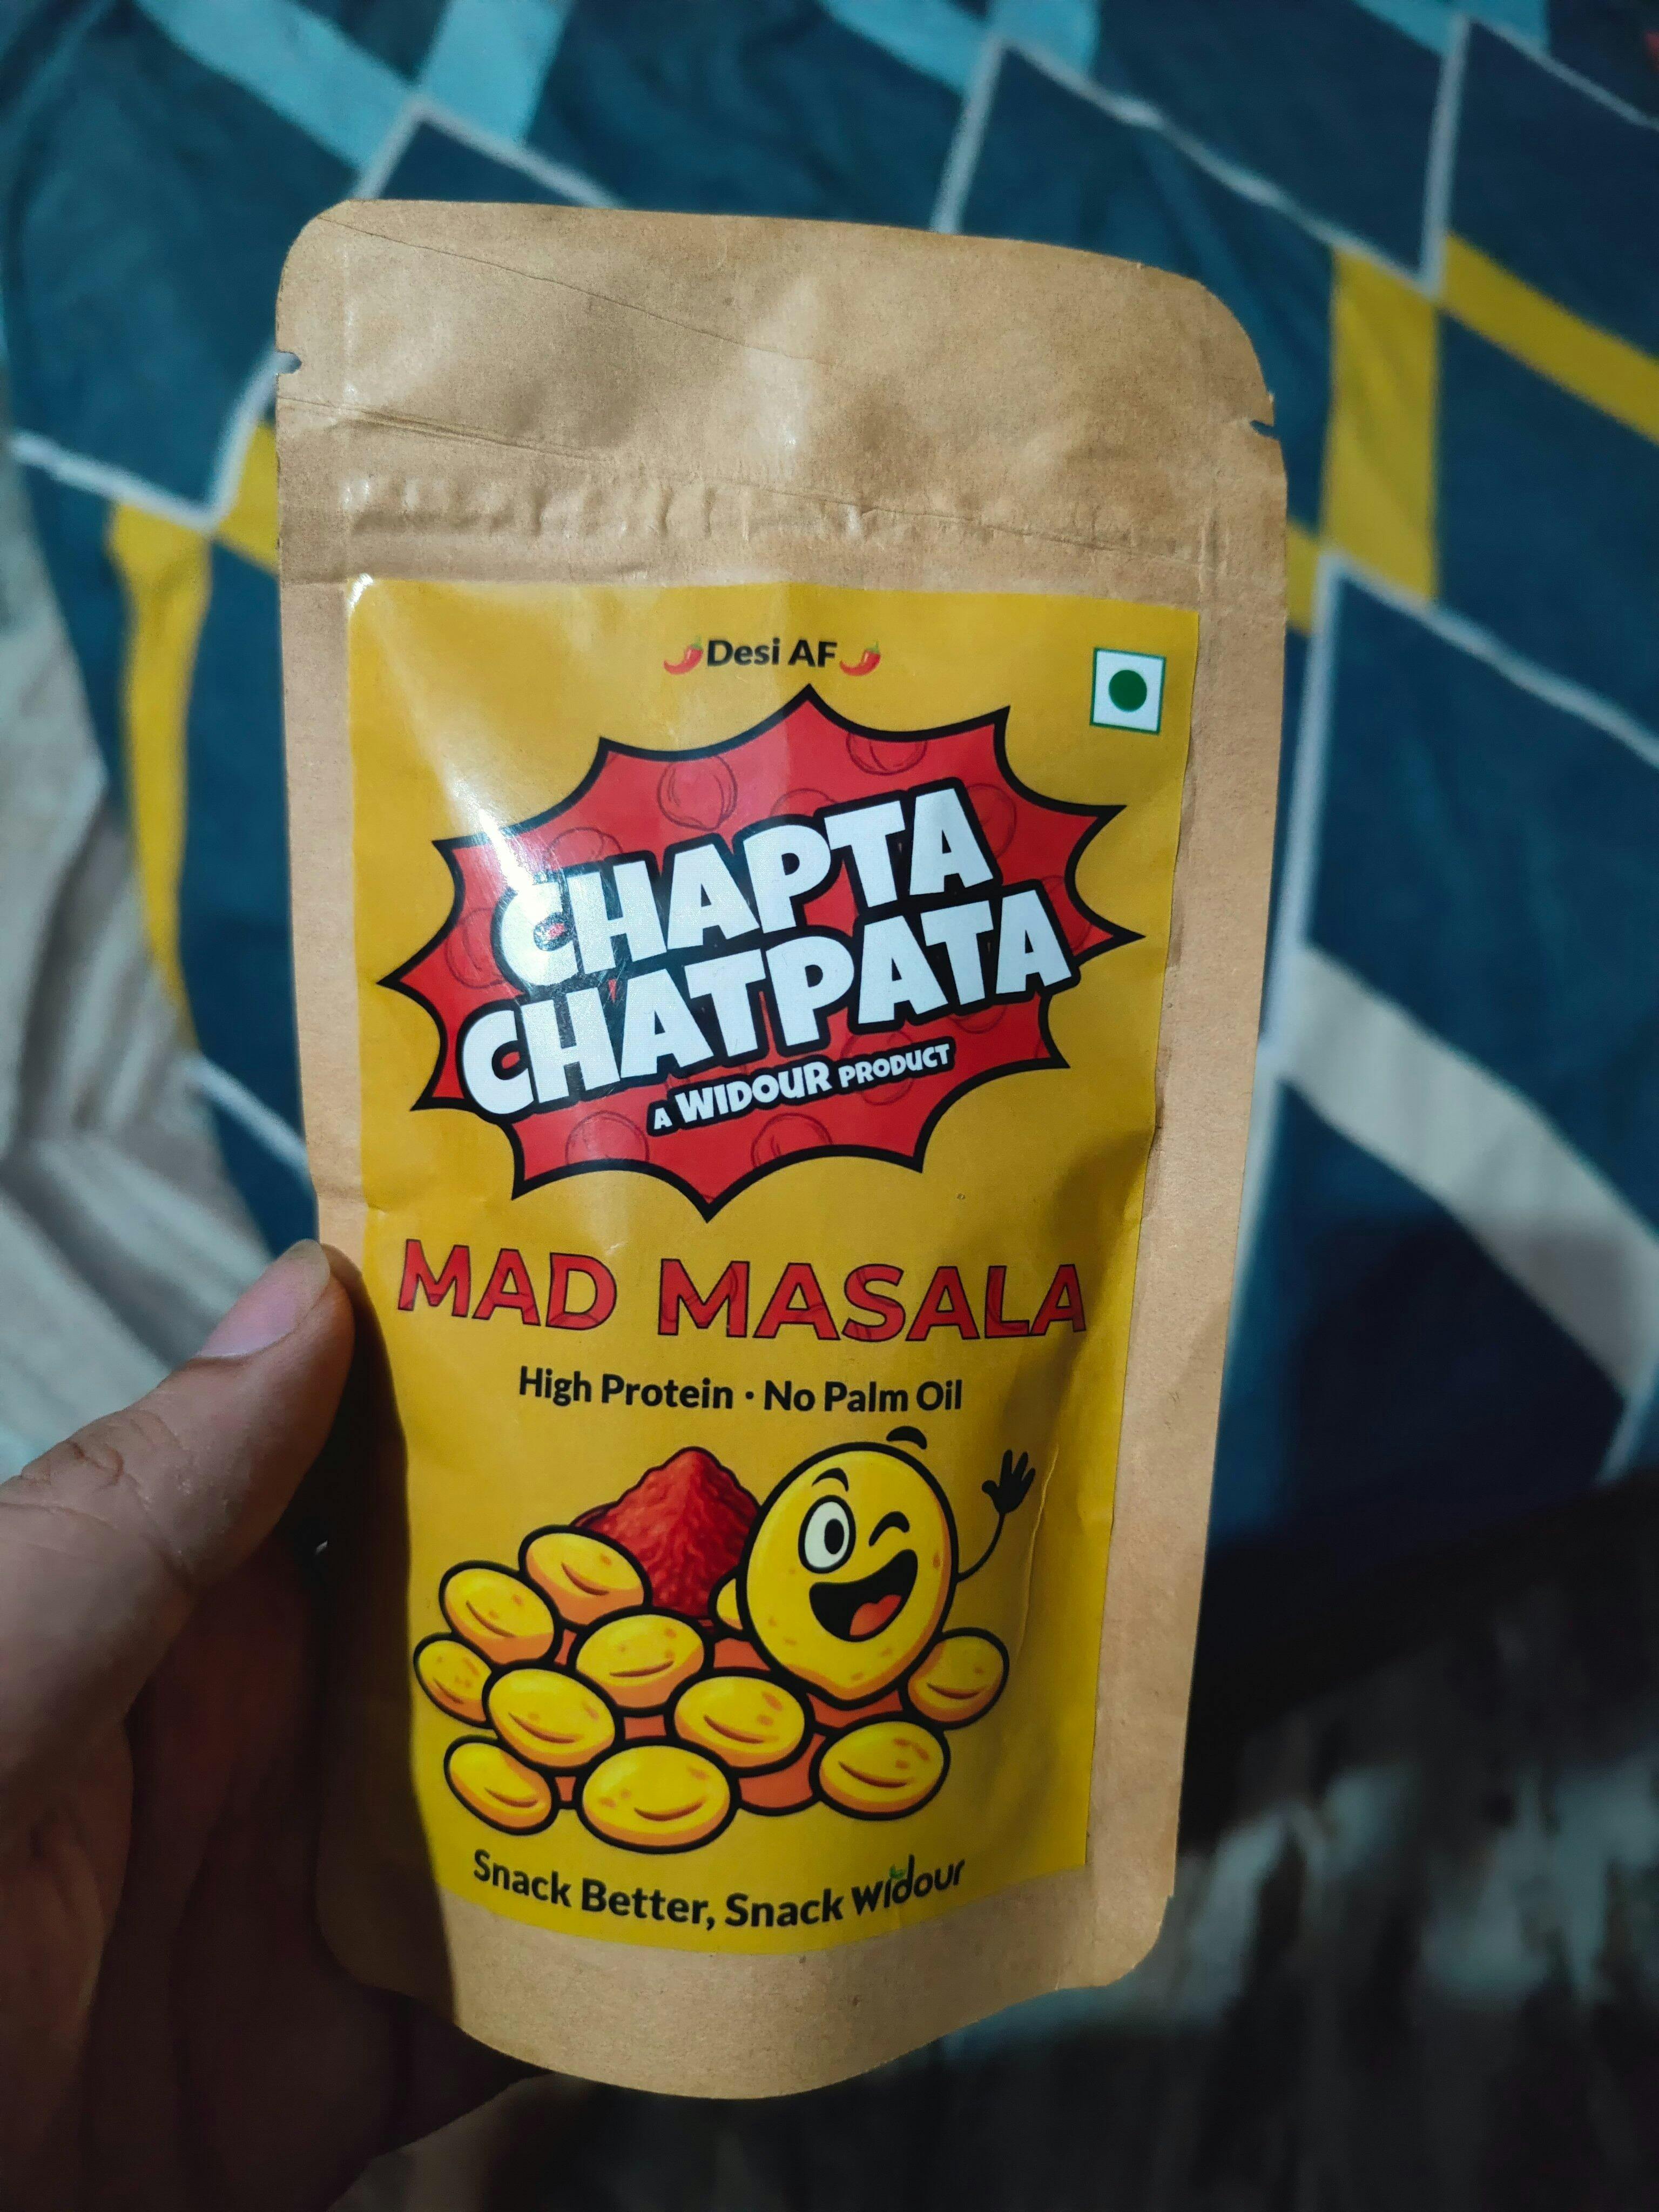 Desi AF
CHAPTA
CHATPATA
A WIDOUR PRODUCT
MAD MASALA
High Protein · No Palm Oil
Snack Better, Snack Widour